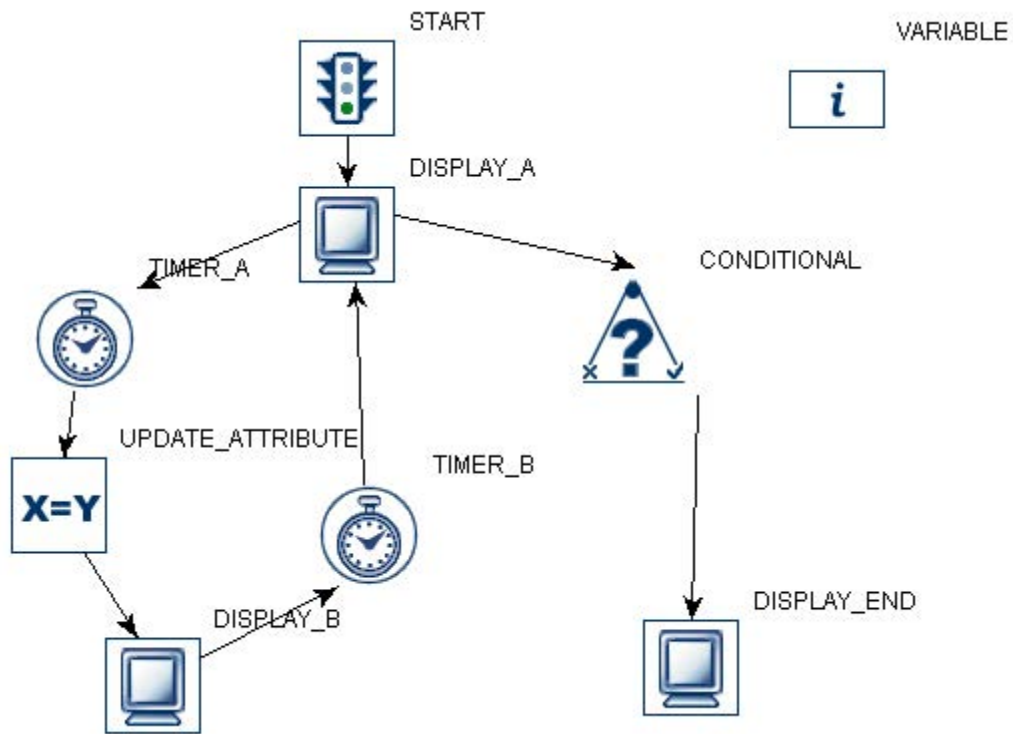 START
VARIABLE
i
DISPLAY_A
TIMER_A
CONDITIONAL
?
UPDATE_ATTRIBUTE
TIMER_B
X=Y
DISPLAY_B
DISPLAY_END